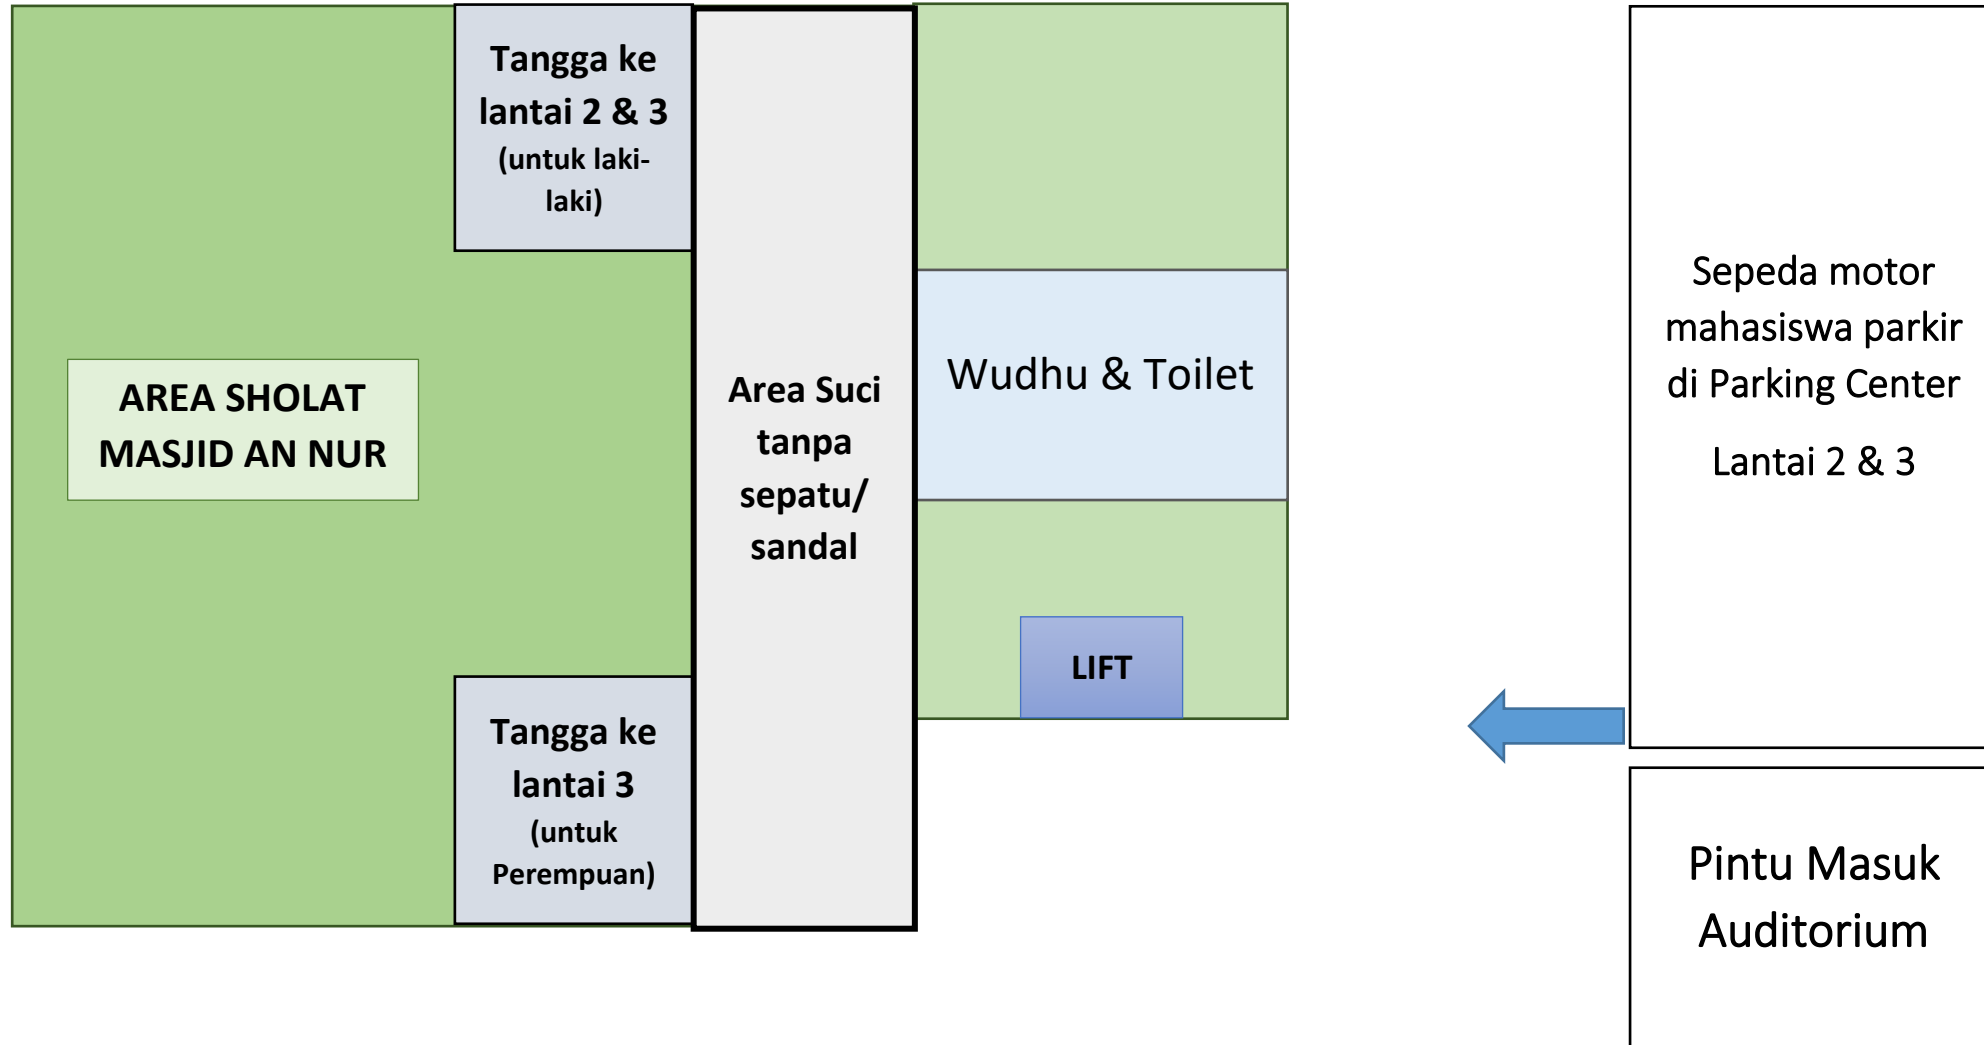 Tangga ke
lantai 2 & 3
(untuk laki-
laki)
AREA SHOLAT
MASJID AN NUR
Tangga ke
lantai 3
(untuk
Perempuan)
Area Suci
tanpa
sepatu/
sandal
Wudhu & Toilet
LIFT
Sepeda motor
mahasiswa parkir
di Parking Center
Lantai 2 & 3
Pintu Masuk
Auditorium